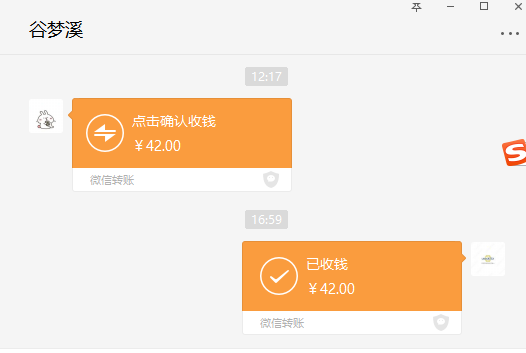 谷梦溪
12:17
点击确认收钱
￥42.00
微信转账
16:59
已收钱
￥42.00
微信转账